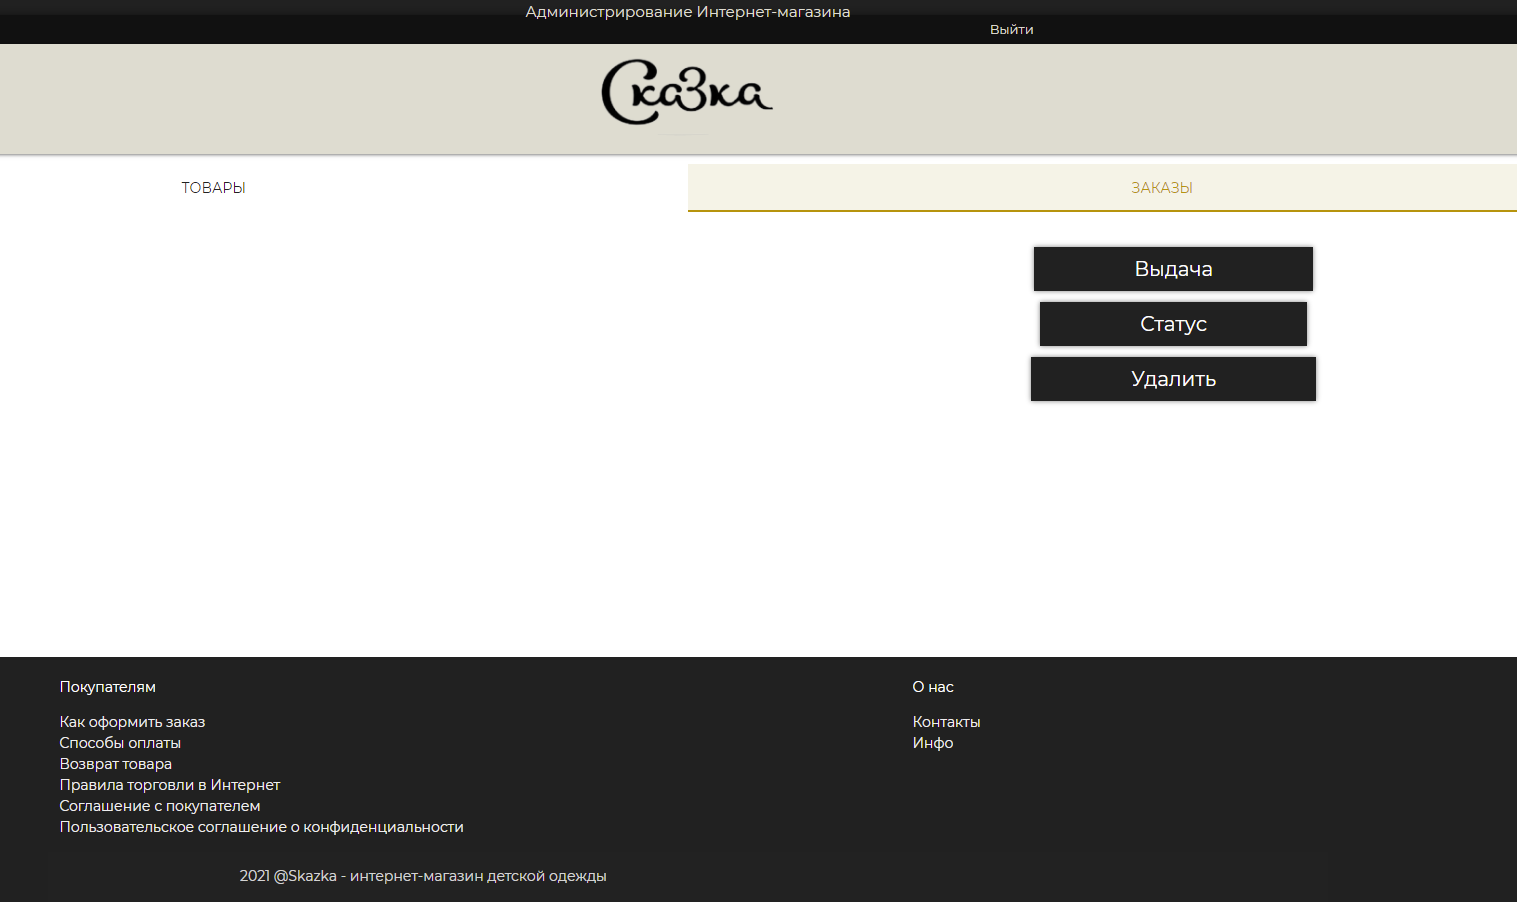 Администрирование Интернет-магазина
Выйти
Сказка
ТОВАРЫ
ЗАКАЗЫ
Выдача
Статус
Удалить
Покупателям
Как оформить заказ
Способы оплаты
Возврат товара
Правила торговли в Интернет
Соглашение с покупателем
Пользовательское соглашение о конфиденциальности
О нас
Контакты
Инфо
2021 @Skazka - интернет-магазин детской одежды